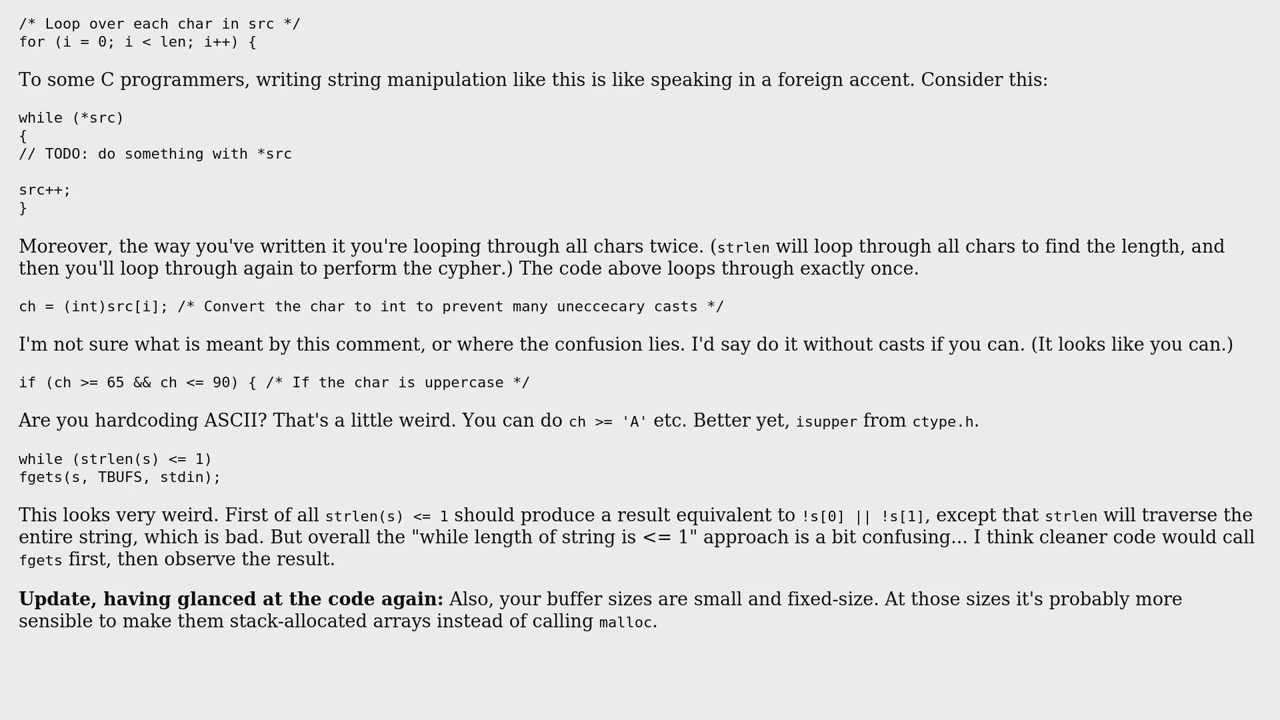 /* Loop over each char in src */
for (i = 0; i < len; i++) {
To some C programmers, writing string manipulation like this is like speaking in a foreign accent. Consider this:
while (*src)
{
// TODO: do something with *src
src++;
}
Moreover, the way you've written it you're looping through all chars twice. (strlen will loop through all chars to find the length, and
then you'll loop through again to perform the cypher.) The code above loops through exactly once.
ch = (int)src[i]; /* Convert the char to int to prevent many uneccecary casts */
I'm not sure what is meant by this comment, or where the confusion lies. I'd say do it without casts if you can. (It looks like you can.)
if (ch >= 65 && ch <= 90) { /* If the char is uppercase */
Are you hardcoding ASCII? That's a little weird. You can do ch >= 'A' etc. Better yet, isupper from ctype.h.
while (strlen(s) <= 1)
fgets(s, TBUFS, stdin);
This looks very weird. First of all strlen(s) <= 1 should produce a result equivalent to !s[0] || !s[1], except that strlen will traverse the
entire string, which is bad. But overall the "while length of string is <= 1" approach is a bit confusing... I think cleaner code would call
fgets first, then observe the result.
Update, having glanced at the code again: Also, your buffer sizes are small and fixed-size. At those sizes it's probably more
sensible to make them stack-allocated arrays instead of calling malloc.